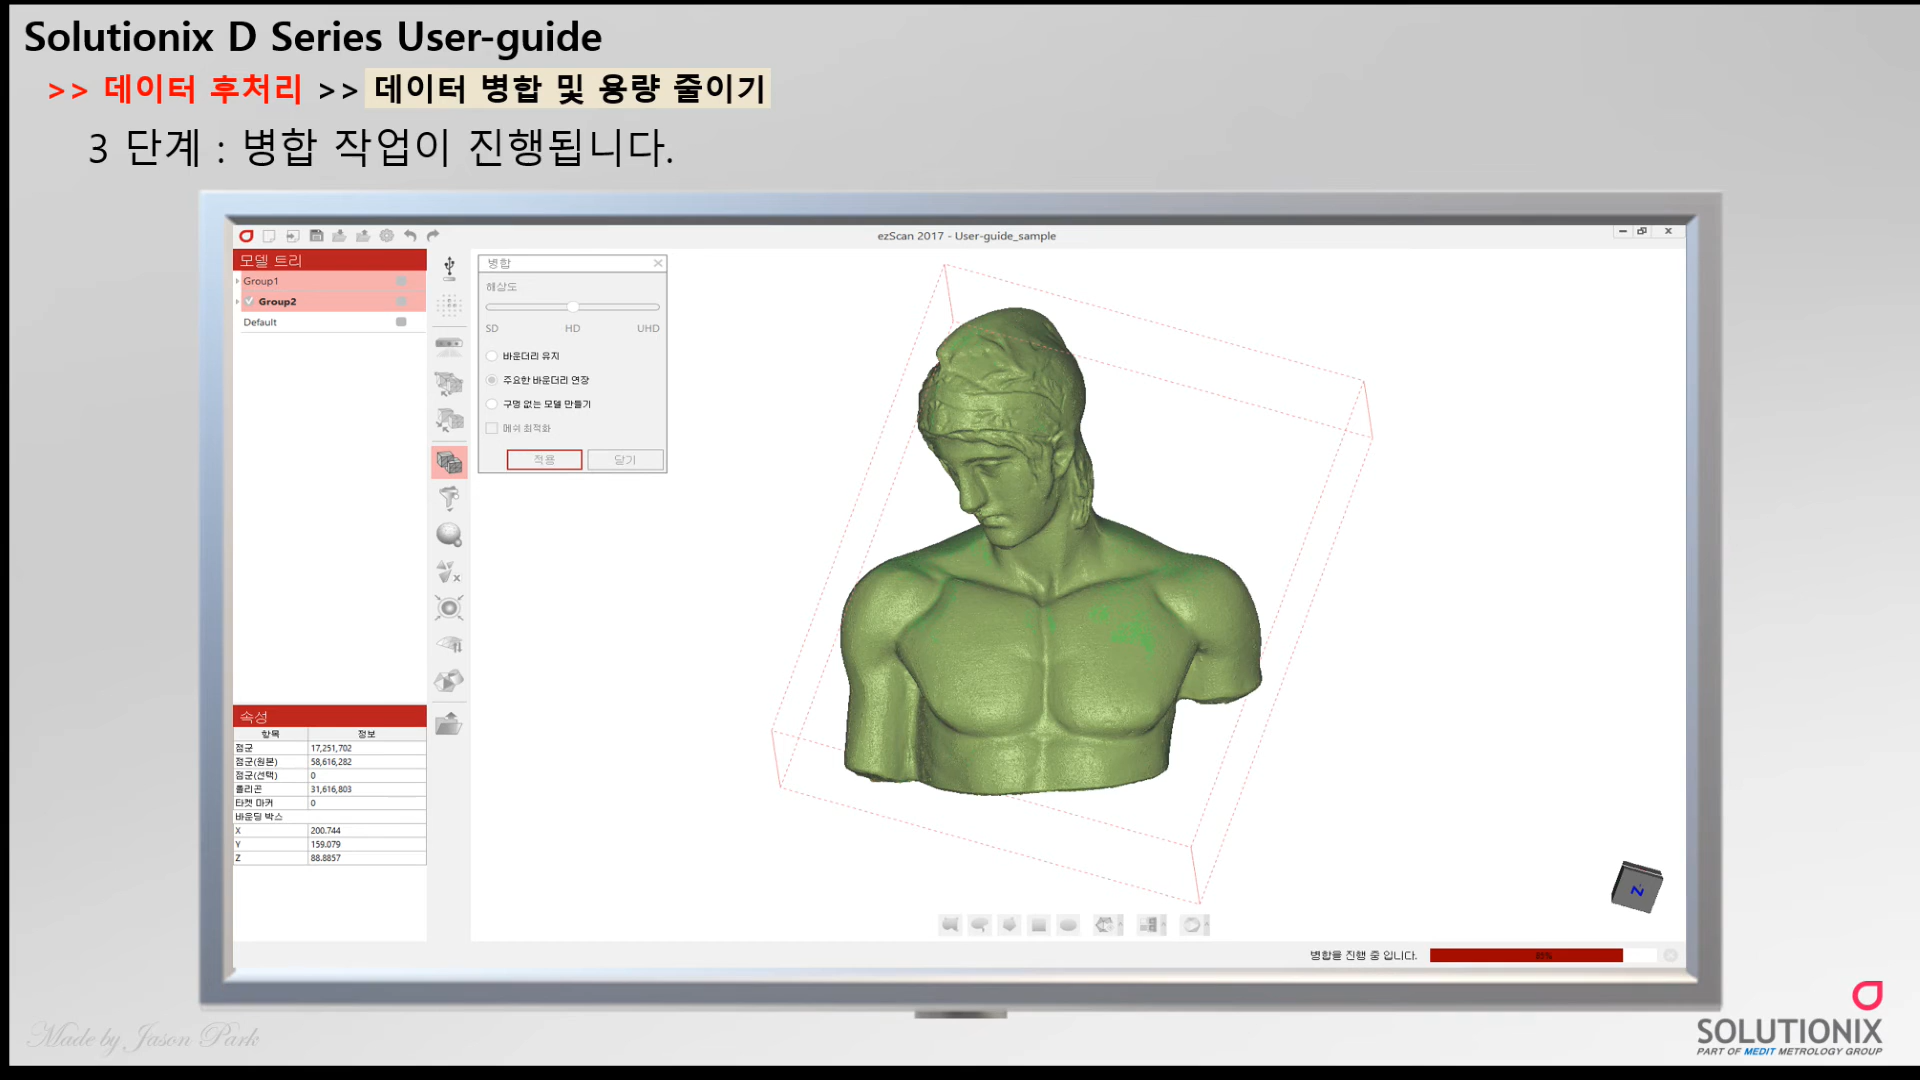 Solutionix D Series User-guide
>> 데이터 후처리 >> 데이터 병합 및 용량 줄이기
3 단계 : 병합 작업이 진행됩니다.
ezScan 2017 - User-guide_sample
모델 트리
Group1
Group2
Default
병합
해상도
SD HD UHD
바운더리 유지
주요한 바운더리 연장
구멍 없는 모델 만들기
메쉬 최적화
적용 닫기
속성
항목 정보
점군 17,251,702
점군(원본) 58,616,282
점군(선택) 0
폴리곤 31,616,803
타켓 마커 0
바운딩 박스
X 200.744
Y 159.079
Z 88.8857
Z
병합을 진행 중 입니다. 85%
Made by Jason Park
SOLUTIONIX
PART OF MEDIT METROLOGY GROUP